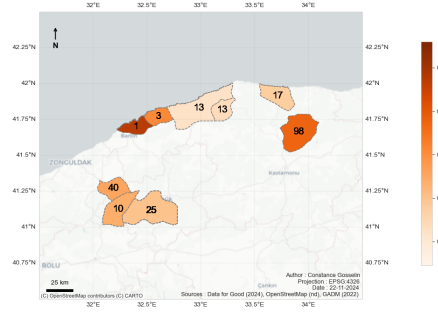 32°E 32.5°E 33°E 33.5°E 34°E
42.25°N 42.25°N
N
42°N 42°N
17
13
13
3
1
98
41.75°N 41.75°N
ZONGULDAK
Kastamonu
41.5°N 41.5°N
40
41.25°N 41.25°N
10
25
41°N 41°N
40.75°N 40.75°N
BOLU
Çankırı
25 km
Author : Constance Gosselin
Projection : EPSG:4326
Date : 22-11-2024
(C) OpenStreetMap contributors (C) CARTO
Sources : Data for Good (2024), OpenStreetMap (nd), GADM (2022)
32°E 32.5°E 33°E 33.5°E 34°E